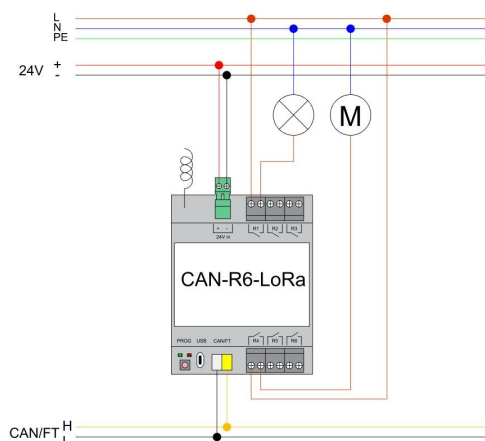 L
N
PE
24V
+
-
M
+ -
24V in
R1 R2 R3
CAN-R6-LoRa
PROG USB CAN/FT
R4 R5 R6
CAN/FT
H
L